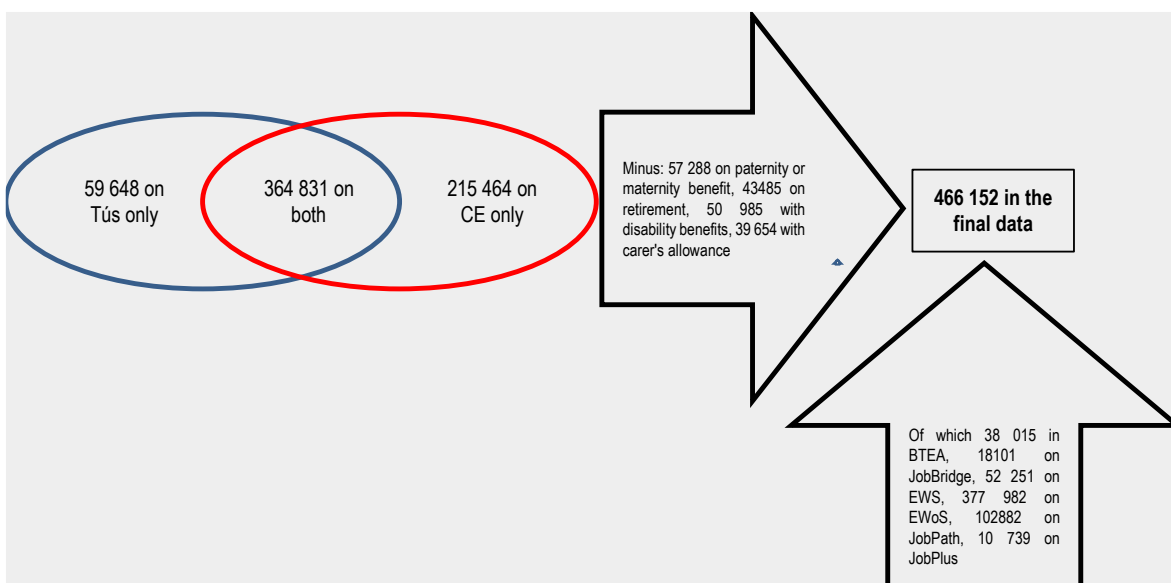 59 648 on
Tús only
364 831 on
both
215 464 on
CE only
Minus: 57 288 on paternity or
maternity benefit, 43485 on
retirement, 50 985 with
disability benefits, 39 654 with
carer's allowance
466 152 in the
final data
Of which 38 015 in
BTEA, 18101 on
JobBridge, 52 251 on
EWS, 377 982 on
EWoS, 102882 on
JobPath, 10 739 on
JobPlus